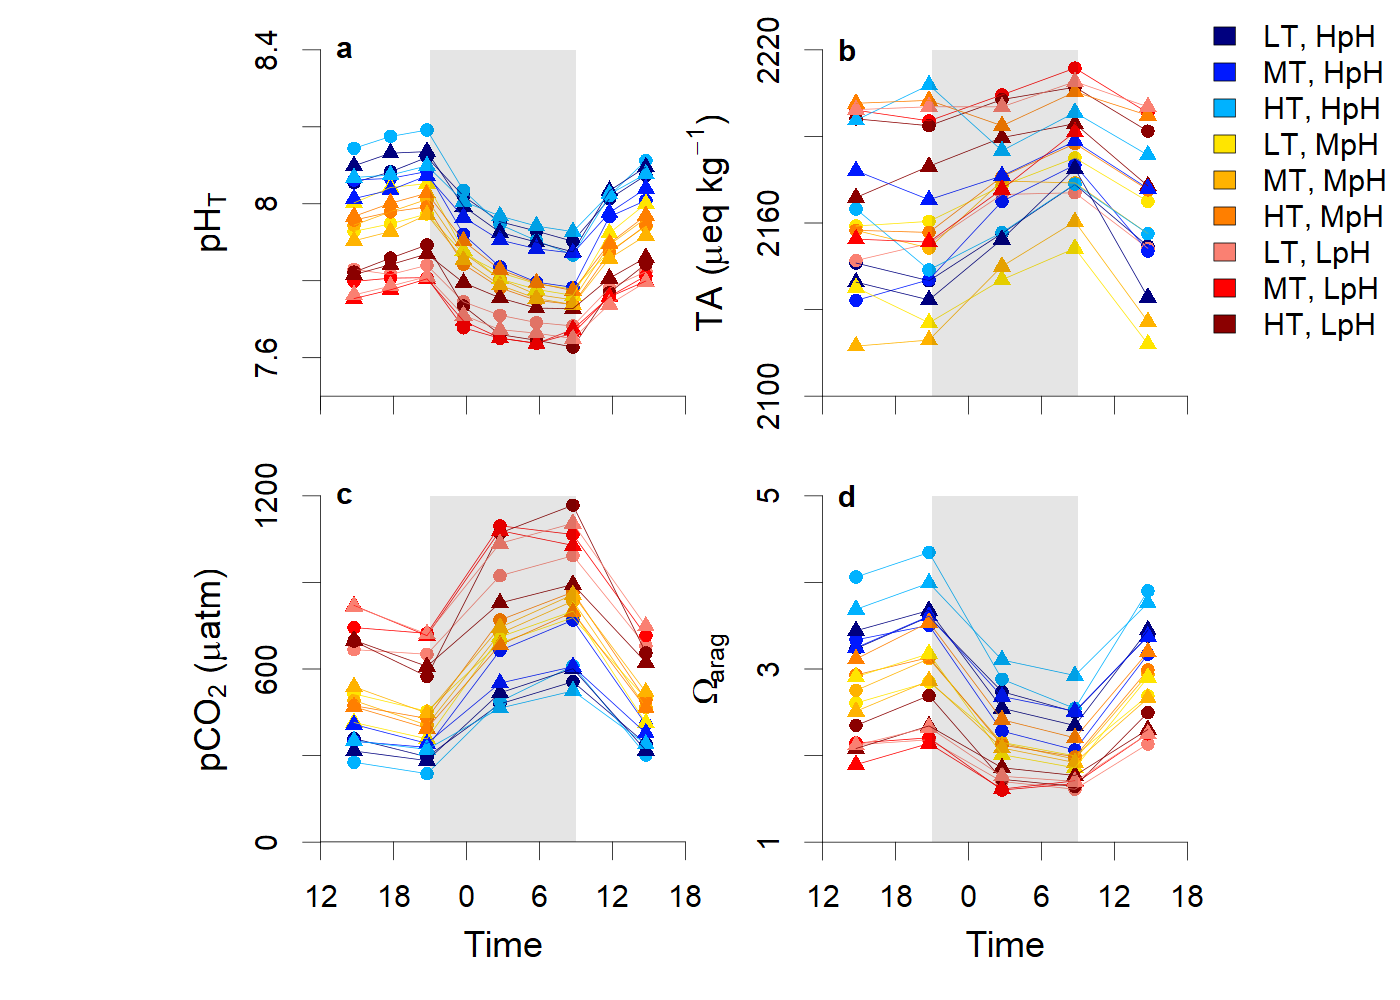 a
8.4
8
7.6
pHT
b
2220
2160
2100
TA (μeq kg−1)
LT, HpH
MT, HpH
HT, HpH
LT, MpH
MT, MpH
HT, MpH
LT, LpH
MT, LpH
HT, LpH
c
1200
600
0
pCO2 (μatm)
12 18 0 6 12 18
Time
d
5
3
1
Ωarag
12 18 0 6 12 18
Time